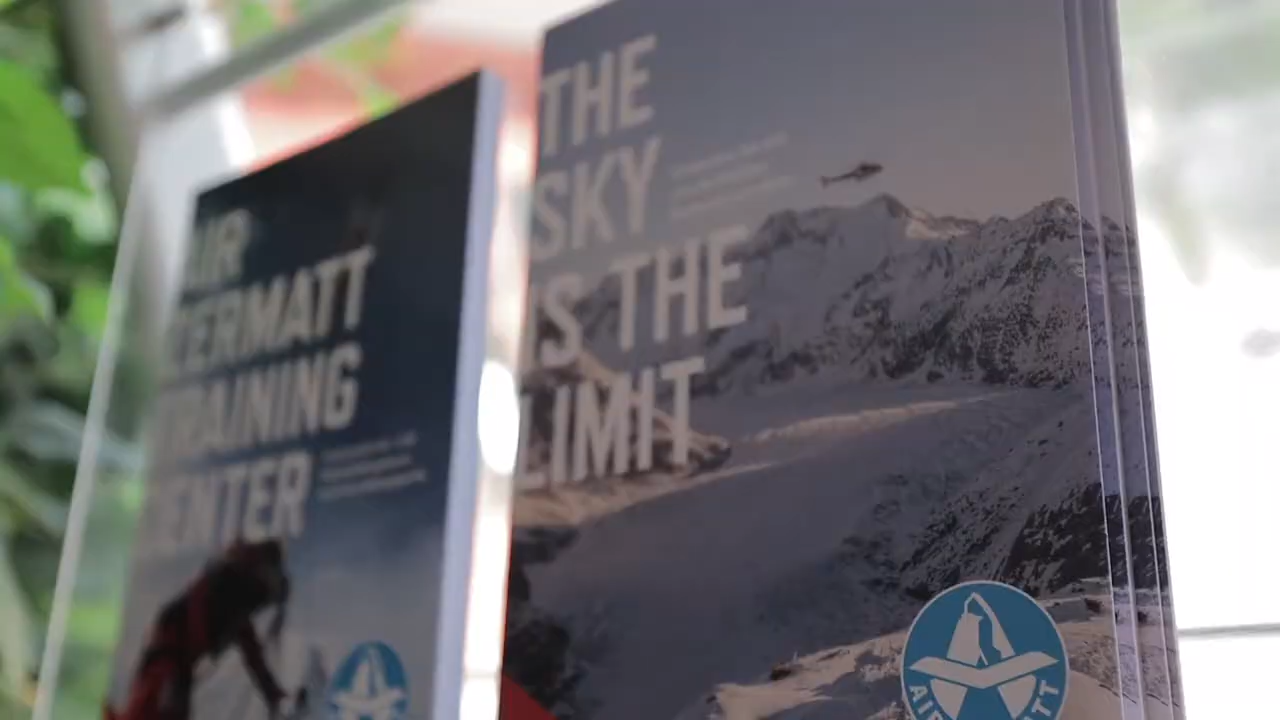 AIR
ZERMATT
TRAINING
CENTER
THE
SKY
IS THE
LIMIT